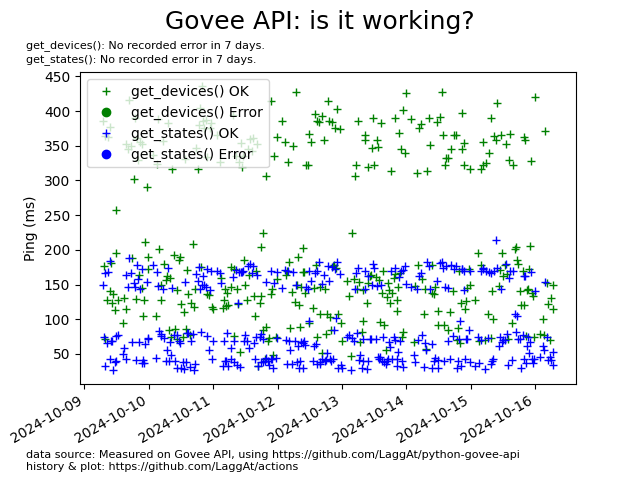 Govee API: is it working?
get_devices(): No recorded error in 7 days.
get_states(): No recorded error in 7 days.
get_devices() OK
get_devices() Error
get_states() OK
get_states() Error
Ping (ms)
450
400
350
300
250
200
150
100
50
2024-10-09
2024-10-10
2024-10-11
2024-10-12
2024-10-13
2024-10-14
2024-10-15
2024-10-16
data source: Measured on Govee API, using https://github.com/LaggAt/python-govee-api
history & plot: https://github.com/LaggAt/actions